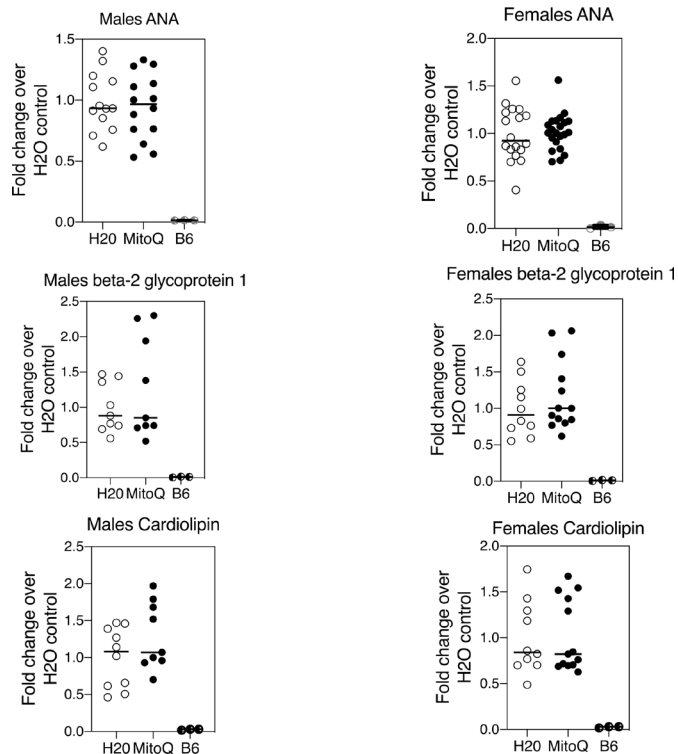 Males ANA
Fold change over
H2O control
1.5
1.0
0.5
0.0
H20 MitoQ B6
Females ANA
Fold change over
H2O control
2.0
1.5
1.0
0.5
0.0
H20 MitoQ B6
Males beta-2 glycoprotein 1
Fold change over
H2O control
2.5
2.0
1.5
1.0
0.5
0.0
H20 MitoQ B6
Females beta-2 glycoprotein 1
Fold change over
H2O control
2.5
2.0
1.5
1.0
0.5
0.0
H20 MitoQ B6
Males Cardiolipin
Fold change over
H2O control
2.5
2.0
1.5
1.0
0.5
0.0
H20 MitoQ B6
Females Cardiolipin
Fold change over
H2O control
2.0
1.5
1.0
0.5
0.0
H20 MitoQ B6